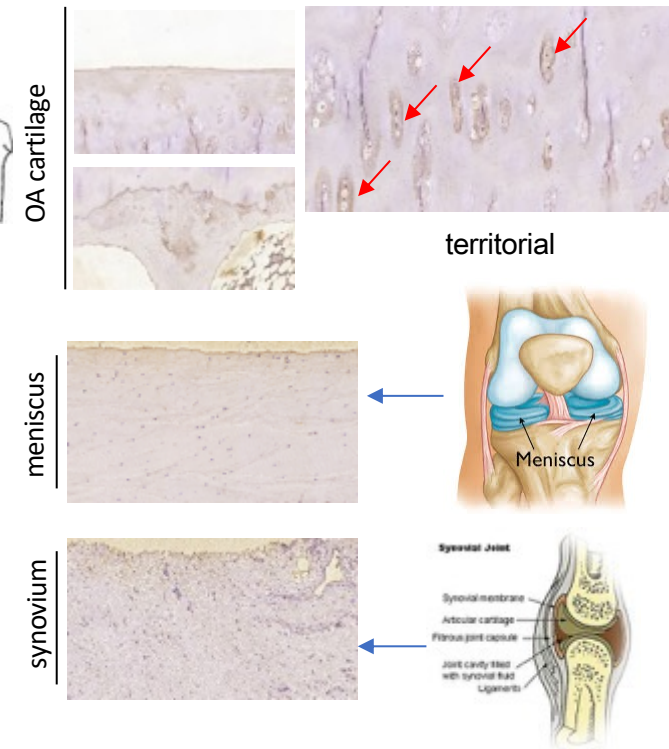 OA cartilage
territorial
meniscus
Meniscus
synovium
Synovial Joint
Synovial membrane
Articular cartilage
Fibrous joint capsule
Joint cavity filled
with synovial fluid
Ligaments